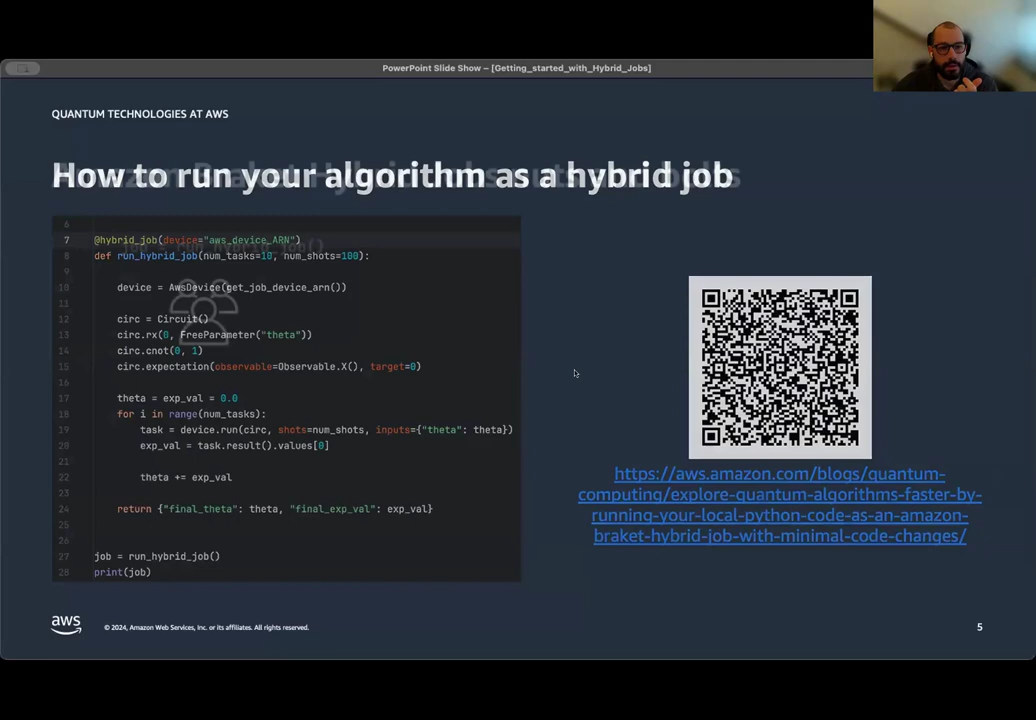 PowerPoint Slide Show – [Getting_started_with_Hybrid_Jobs]
QUANTUM TECHNOLOGIES AT AWS
How to run your algorithm as a hybrid job
6
7 @hybrid_job(device="aws_device_ARN")
8 def run_hybrid_job(num_tasks=10, num_shots=100):
9
10 device = AwsDevice(get_job_device_arn())
11
12 circ = Circuit()
13 circ.rx(0, FreeParameter("theta"))
14 circ.cnot(0, 1)
15 circ.expectation(observable=Observable.X(), target=0)
16
17 theta = exp_val = 0.0
18 for i in range(num_tasks):
19 task = device.run(circ, shots=num_shots, inputs={"theta": theta})
20 exp_val = task.result().values[0]
21
22 theta += exp_val
23
24 return {"final_theta": theta, "final_exp_val": exp_val}
25
26
27 job = run_hybrid_job()
28 print(job)
https://aws.amazon.com/blogs/quantum-
computing/explore-quantum-algorithms-faster-by-
running-your-local-python-code-as-an-amazon-
braket-hybrid-job-with-minimal-code-changes/
aws
© 2024, Amazon Web Services, Inc. or its affiliates. All rights reserved.
5